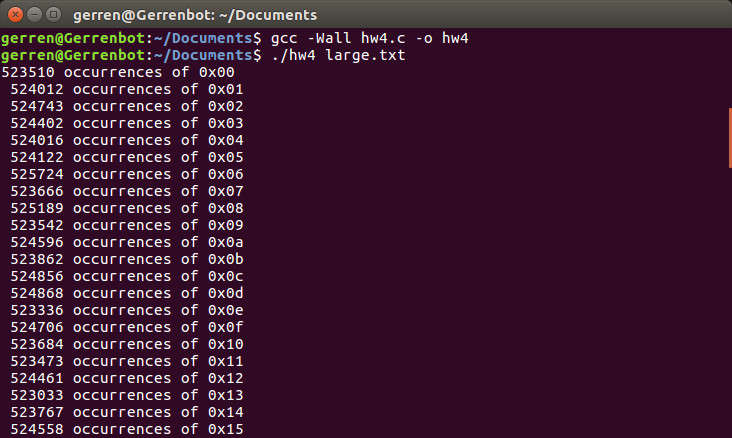 gerren@Gerrenbot: ~/Documents
gerren@Gerrenbot:~/Documents$ gcc -Wall hw4.c -o hw4
gerren@Gerrenbot:~/Documents$ ./hw4 large.txt
523510 occurrences of 0x00
524012 occurrences of 0x01
524743 occurrences of 0x02
524402 occurrences of 0x03
524016 occurrences of 0x04
524122 occurrences of 0x05
525724 occurrences of 0x06
523666 occurrences of 0x07
525189 occurrences of 0x08
523542 occurrences of 0x09
524596 occurrences of 0x0a
523862 occurrences of 0x0b
524856 occurrences of 0x0c
524868 occurrences of 0x0d
523336 occurrences of 0x0e
524706 occurrences of 0x0f
523684 occurrences of 0x10
523473 occurrences of 0x11
524461 occurrences of 0x12
523033 occurrences of 0x13
523767 occurrences of 0x14
524558 occurrences of 0x15